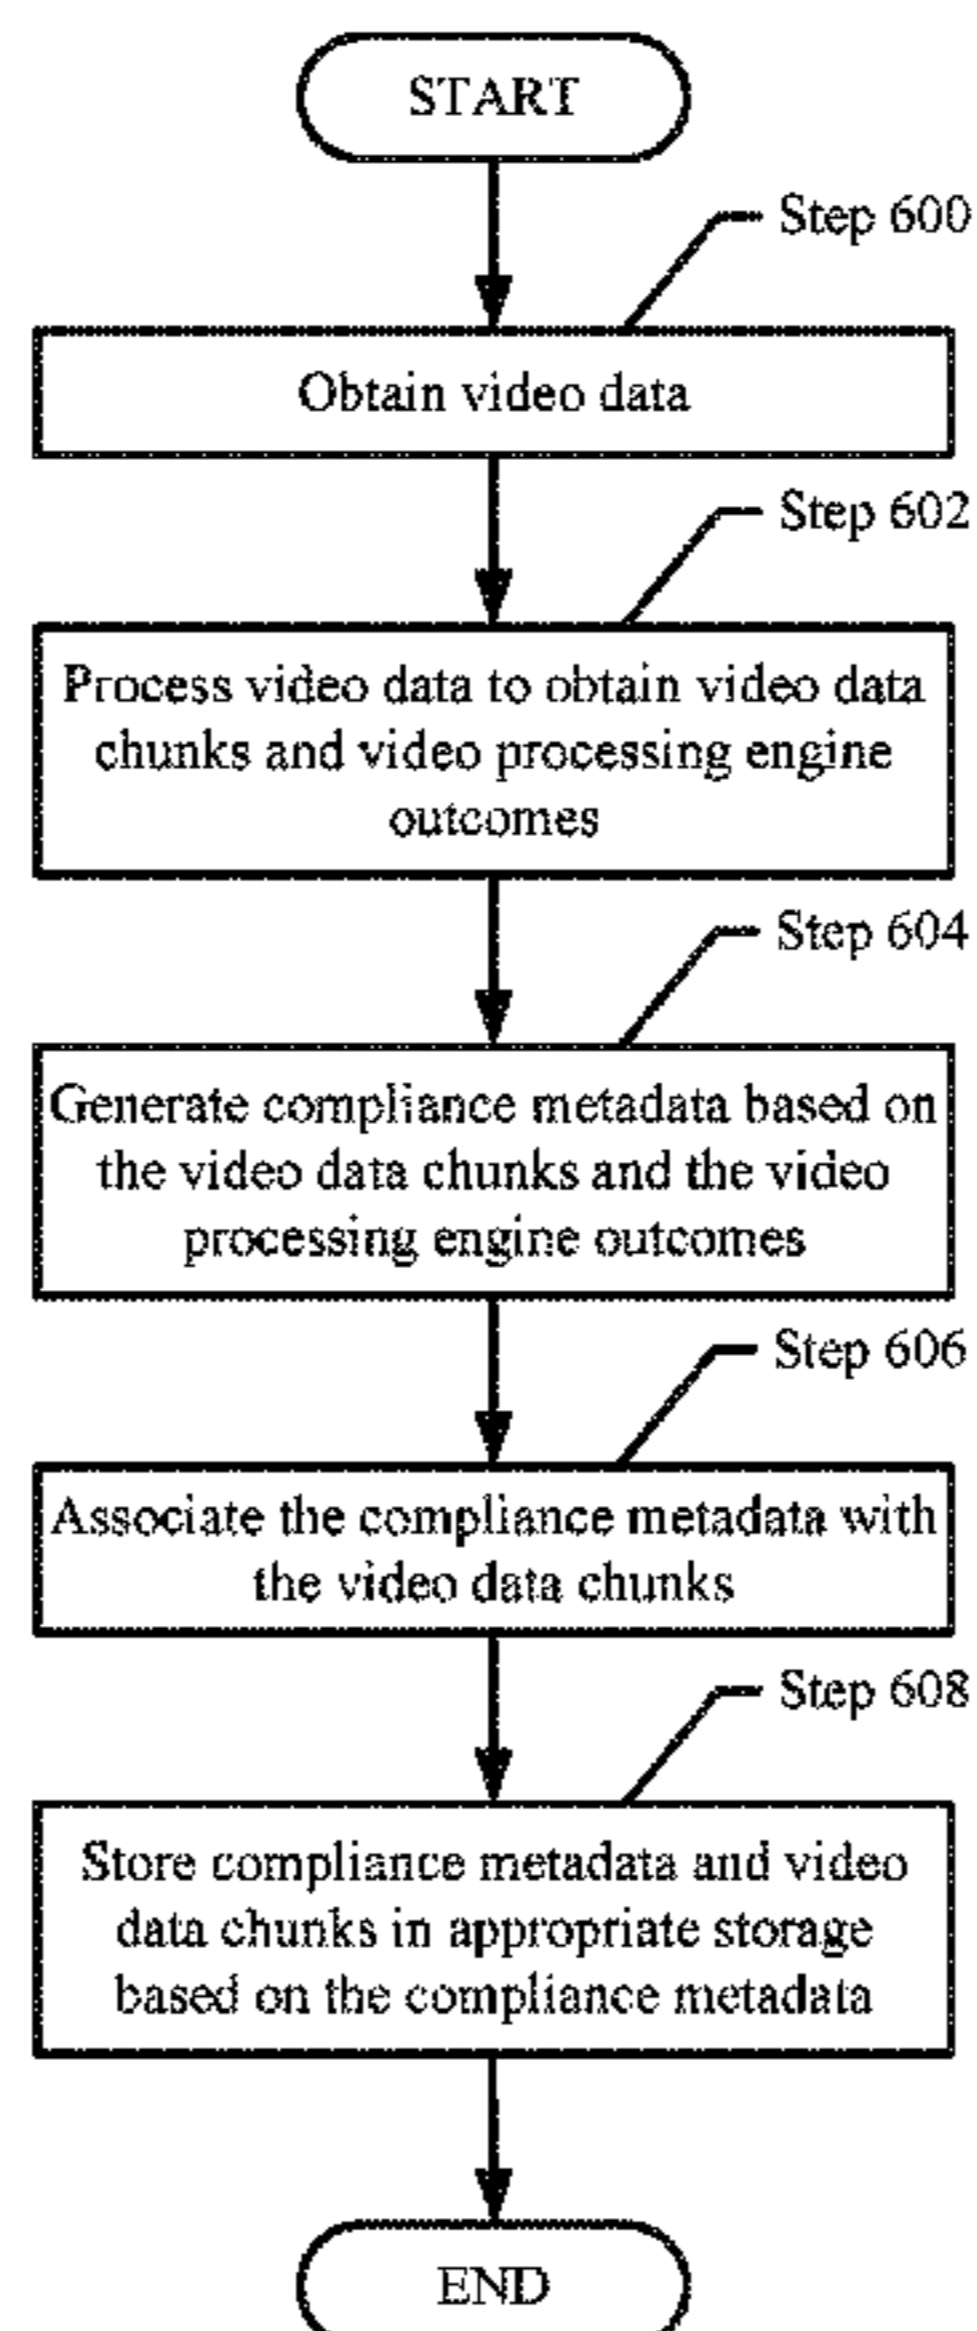 START
Step 600
Obtain video data
Step 602
Process video data to obtain video data
chunks and video processing engine
outcomes
Step 604
Generate compliance metadata based on
the video data chunks and the video
processing engine outcomes
Step 606
Associate the compliance metadata with
the video data chunks
Step 608
Store compliance metadata and video
data chunks in appropriate storage
based on the compliance metadata
END